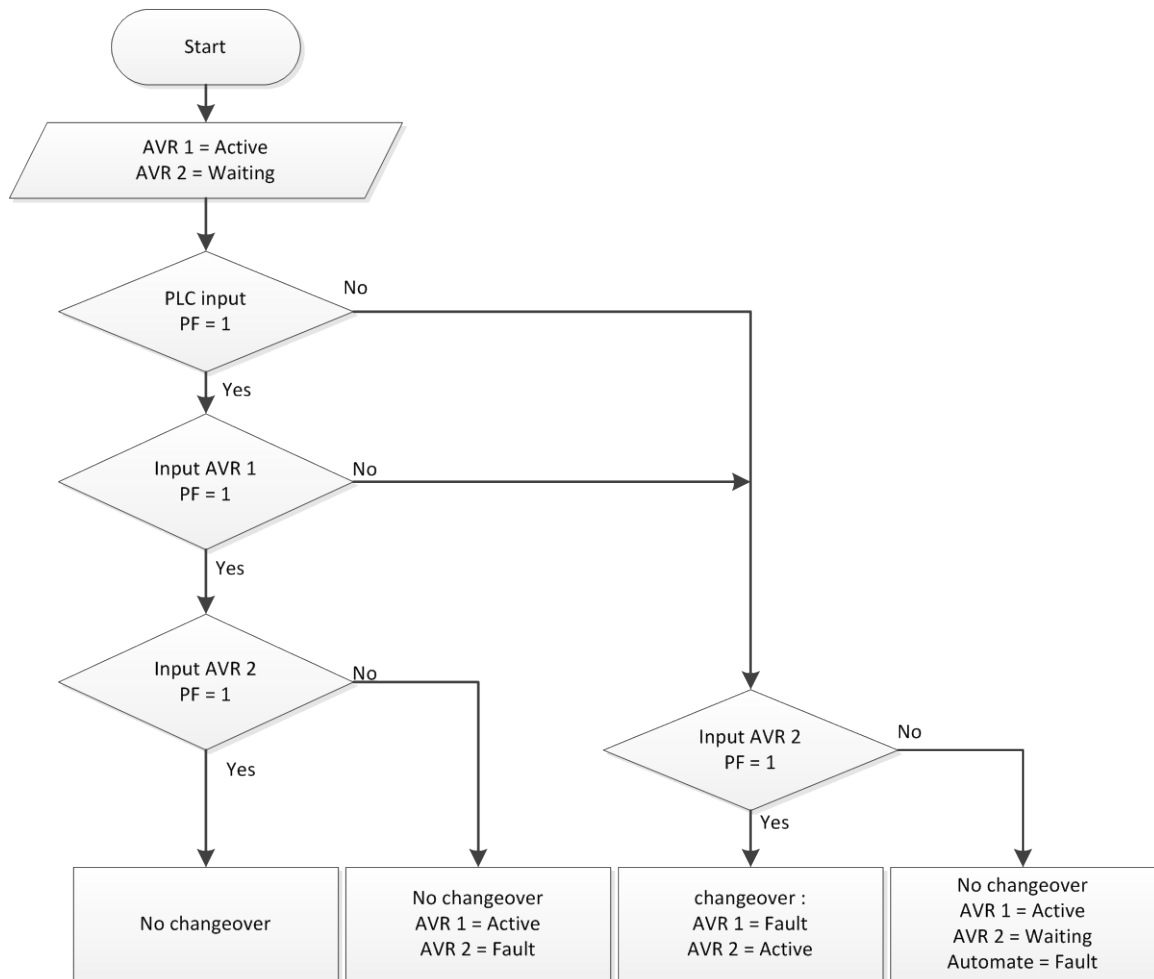 Start
AVR 1 = Active
AVR 2 = Waiting
PLC input
PF = 1
No
Yes
Input AVR 1
PF = 1
No
Yes
Input AVR 2
PF = 1
No
Yes
Input AVR 2
PF = 1
No
Yes
No changeover
No changeover
AVR 1 = Active
AVR 2 = Fault
changeover :
AVR 1 = Fault
AVR 2 = Active
No changeover
AVR 1 = Active
AVR 2 = Waiting
Automate = Fault